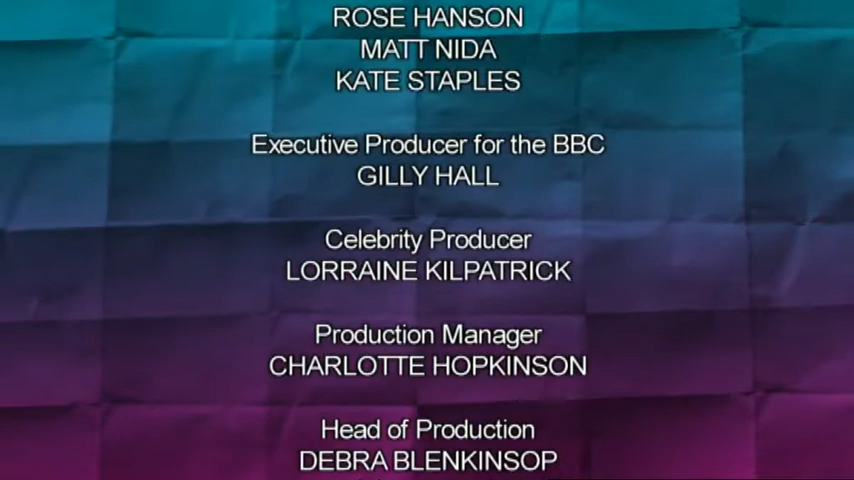 ROSE HANSON
MATT NIDA
KATE STAPLES
Executive Producer for the BBC
GILLY HALL
Celebrity Producer
LORRAINE KILPATRICK
Production Manager
CHARLOTTE HOPKINSON
Head of Production
DEBRA BLENKINSOP